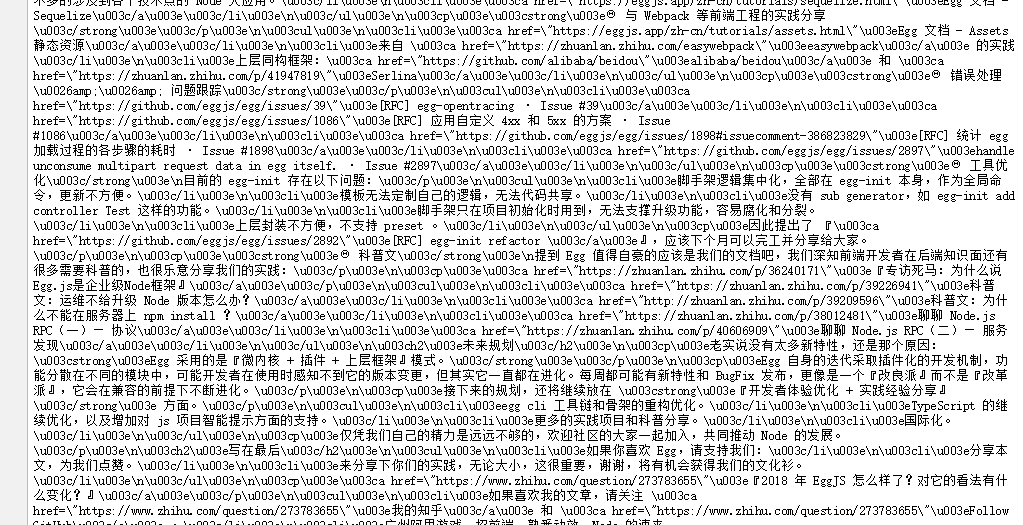 不多的涉及到各个技术点的 Node 大应用。\u003c/li\u003e\n\u003cli\u003e\u003ca href=\"https://eggjs.app/zh-cn/tutorials/sequelize.html\"\u003eEgg 文档 -
Sequelize\u003c/a\u003e\u003c/li\u003e\n\u003c/ul\u003e\n\u003cp\u003e\u003cstrong\u003e® 与 Webpack 等前端工程的实践分享
\u003c/strong\u003e\u003c/p\u003e\n\u003cul\u003e\n\u003cli\u003e\u003ca href=\"https://eggjs.app/zh-cn/tutorials/assets.html\"\u003eEgg 文档 - Assets
静态资源\u003c/a\u003e\u003c/li\u003e\n\u003cli\u003e来自 \u003ca href=\"https://zhuanlan.zhihu.com/easywebpack\"\u003eeasywebpack\u003c/a\u003e 的实践
\u003c/li\u003e\n\u003cli\u003e上层同构框架：\u003ca href=\"https://github.com/alibaba/beidou\"\u003ealibaba/beidou\u003c/a\u003e 和 \u003ca
href=\"https://zhuanlan.zhihu.com/p/41947819\"\u003eSerlina\u003c/a\u003e\u003c/li\u003e\n\u003c/ul\u003e\n\u003cp\u003e\u003cstrong\u003e® 错误处理
\u0026amp;\u0026amp; 问题跟踪\u003c/strong\u003e\u003c/p\u003e\n\u003cul\u003e\n\u003cli\u003e\u003ca
href=\"https://github.com/eggjs/egg/issues/39\"\u003e[RPC] egg-opentracing · Issue #39\u003c/a\u003e\u003c/li\u003e\n\u003cli\u003e\u003ca
href=\"https://github.com/eggjs/egg/issues/1086\"\u003e[RPC] 应用自定义 4xx 和 5xx 的方案 · Issue
#1086\u003c/a\u003e\u003c/li\u003e\n\u003cli\u003e\u003ca href=\"https://github.com/eggjs/egg/issues/1898#issuecomment-386823829\"\u003e[RPC] 统计 egg
加载过程的各步骤的耗时 · Issue #1898\u003c/a\u003e\u003c/li\u003e\n\u003cli\u003e\u003ca href=\"https://github.com/eggjs/egg/issues/2897\"\u003ehandle
unconsume multipart request data in egg itself. · Issue #2897\u003c/a\u003e\u003c/li\u003e\n\u003c/ul\u003e\n\u003cp\u003e\u003cstrong\u003e® 工具优
化\u003c/strong\u003e\n目前的 egg-init 存在以下问题：\u003c/p\u003e\n\u003cul\u003e\n\u003cli\u003e脚手架逻辑集中化，全部在 egg-init 本身，作为全局命
令，更新不方便。\u003c/li\u003e\n\u003cli\u003e模板无法定制自己的逻辑，无法代码共享。\u003c/li\u003e\n\u003cli\u003e没有 sub generator，如 egg-init add
controller Test 这样的功能。\u003c/li\u003e\n\u003cli\u003e脚手架只在项目初始化时用到，无法支撑升级功能，容易腐化和分裂。
\u003c/li\u003e\n\u003cli\u003e上层封装不方便，不支持 preset 。\u003c/li\u003e\n\u003c/ul\u003e\n\u003cp\u003e因此提出了 『\u003ca
href=\"https://github.com/eggjs/egg/issues/2892\"\u003e[RPC] egg-init refactor \u003c/a\u003e』，应该下个月可以完工并分享给大家。
\u003c/p\u003e\n\u003cp\u003e\u003cstrong\u003e® 科普文\u003c/strong\u003e\n提到 Egg 值得自豪的应该是我们的文档吧，我们深知前端开发者在后端知识面还有
很多需要科普的，也很乐意分享我们的实践：\u003c/p\u003e\n\u003cp\u003e\u003ca href=\"https://zhuanlan.zhihu.com/p/36240171\"\u003e『专访死马：为什么说
Egg.js是企业级Node框架』\u003c/a\u003e\u003c/p\u003e\n\u003cul\u003e\n\u003cli\u003e\u003ca href=\"https://zhuanlan.zhihu.com/p/39226941\"\u003e科普
文：运维不给升级 Node 版本怎么办？\u003c/a\u003e\u003c/li\u003e\n\u003cli\u003e\u003ca href=\"http://zhuanlan.zhihu.com/p/39209596\"\u003e科普文：为什
么不能在服务器上 npm install ？\u003c/a\u003e\u003c/li\u003e\n\u003cli\u003e\u003ca href=\"https://zhuanlan.zhihu.com/p/38012481\"\u003e聊聊 Node.js
RPC（一）— 协议\u003c/a\u003e\u003c/li\u003e\n\u003cli\u003e\u003ca href=\"https://zhuanlan.zhihu.com/p/40606909\"\u003e聊聊 Node.js RPC（二）— 服务
发现\u003c/a\u003e\u003c/li\u003e\n\u003c/ul\u003e\n\u003ch2\u003e未来规划\u003c/h2\u003e\n\u003cp\u003e老实说没有太多新特性，还是那个原因：
\u003cstrong\u003eEgg 采用的是『微内核 + 插件 + 上层框架』模式。\u003c/strong\u003e\u003c/p\u003e\n\u003cp\u003eEgg 自身的迭代采取插件化的开发机制，功
能分散在不同的模块中，可能开发者在使用时感知不到它的版本变更，但其实它一直都在进化。每周都可能有新特性和 BugFix 发布，更像是一个『改良派』而不是『改革
派』，它会在兼容的前提下不断进化。\u003c/p\u003e\n\u003cp\u003e接下来的规划，还将继续放在 \u003cstrong\u003e『开发者体验优化 + 实践经验分享』
\u003c/strong\u003e 方面。\u003c/p\u003e\n\u003cul\u003e\n\u003cli\u003eegg cli 工具链和骨架的重构优化。\u003c/li\u003e\n\u003cli\u003eTypeScript 的继
续优化，以及增加对 js 项目智能提示方面的支持。\u003c/li\u003e\n\u003cli\u003e更多的实践项目和科普分享。\u003c/li\u003e\n\u003cli\u003e国际化。
\u003c/li\u003e\n\u003c/ul\u003e\n\u003cp\u003e仅凭我们自己的精力是远远不够的，欢迎社区的大家一起加入，共同推动 Node 的发展。
\u003c/p\u003e\n\u003ch2\u003e写在最后\u003c/h2\u003e\n\u003cul\u003e\n\u003cli\u003e如果你喜欢 Egg，请支持我们：\u003c/li\u003e\n\u003cli\u003e分享本
文，为我们点赞。\u003c/li\u003e\n\u003cli\u003e来分享下你们的实践，无论大小，这很重要，谢谢，将有机会获得我们的文化衫。
\u003c/li\u003e\n\u003c/ul\u003e\n\u003cp\u003e\u003ca href=\"https://www.zhihu.com/question/273783655\"\u003e『2018 年 EggJS 怎么样了？对它的看法有什
么变化？』\u003c/a\u003e\u003c/p\u003e\n\u003cul\u003e\n\u003cli\u003e如果喜欢我的文章，请关注 \u003ca
href=\"https://www.zhihu.com/question/273783655\"\u003e我的知乎\u003c/a\u003e 和 \u003ca href=\"https://www.zhihu.com/question/273783655\"\u003eFollow